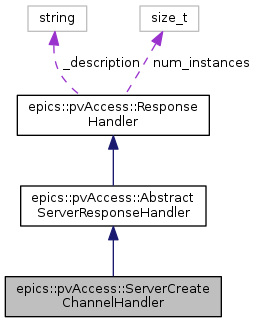 string
size_t
_description
num_instances
epics::pvAccess::Response
Handler
epics::pvAccess::Abstract
ServerResponseHandler
epics::pvAccess::ServerCreate
ChannelHandler